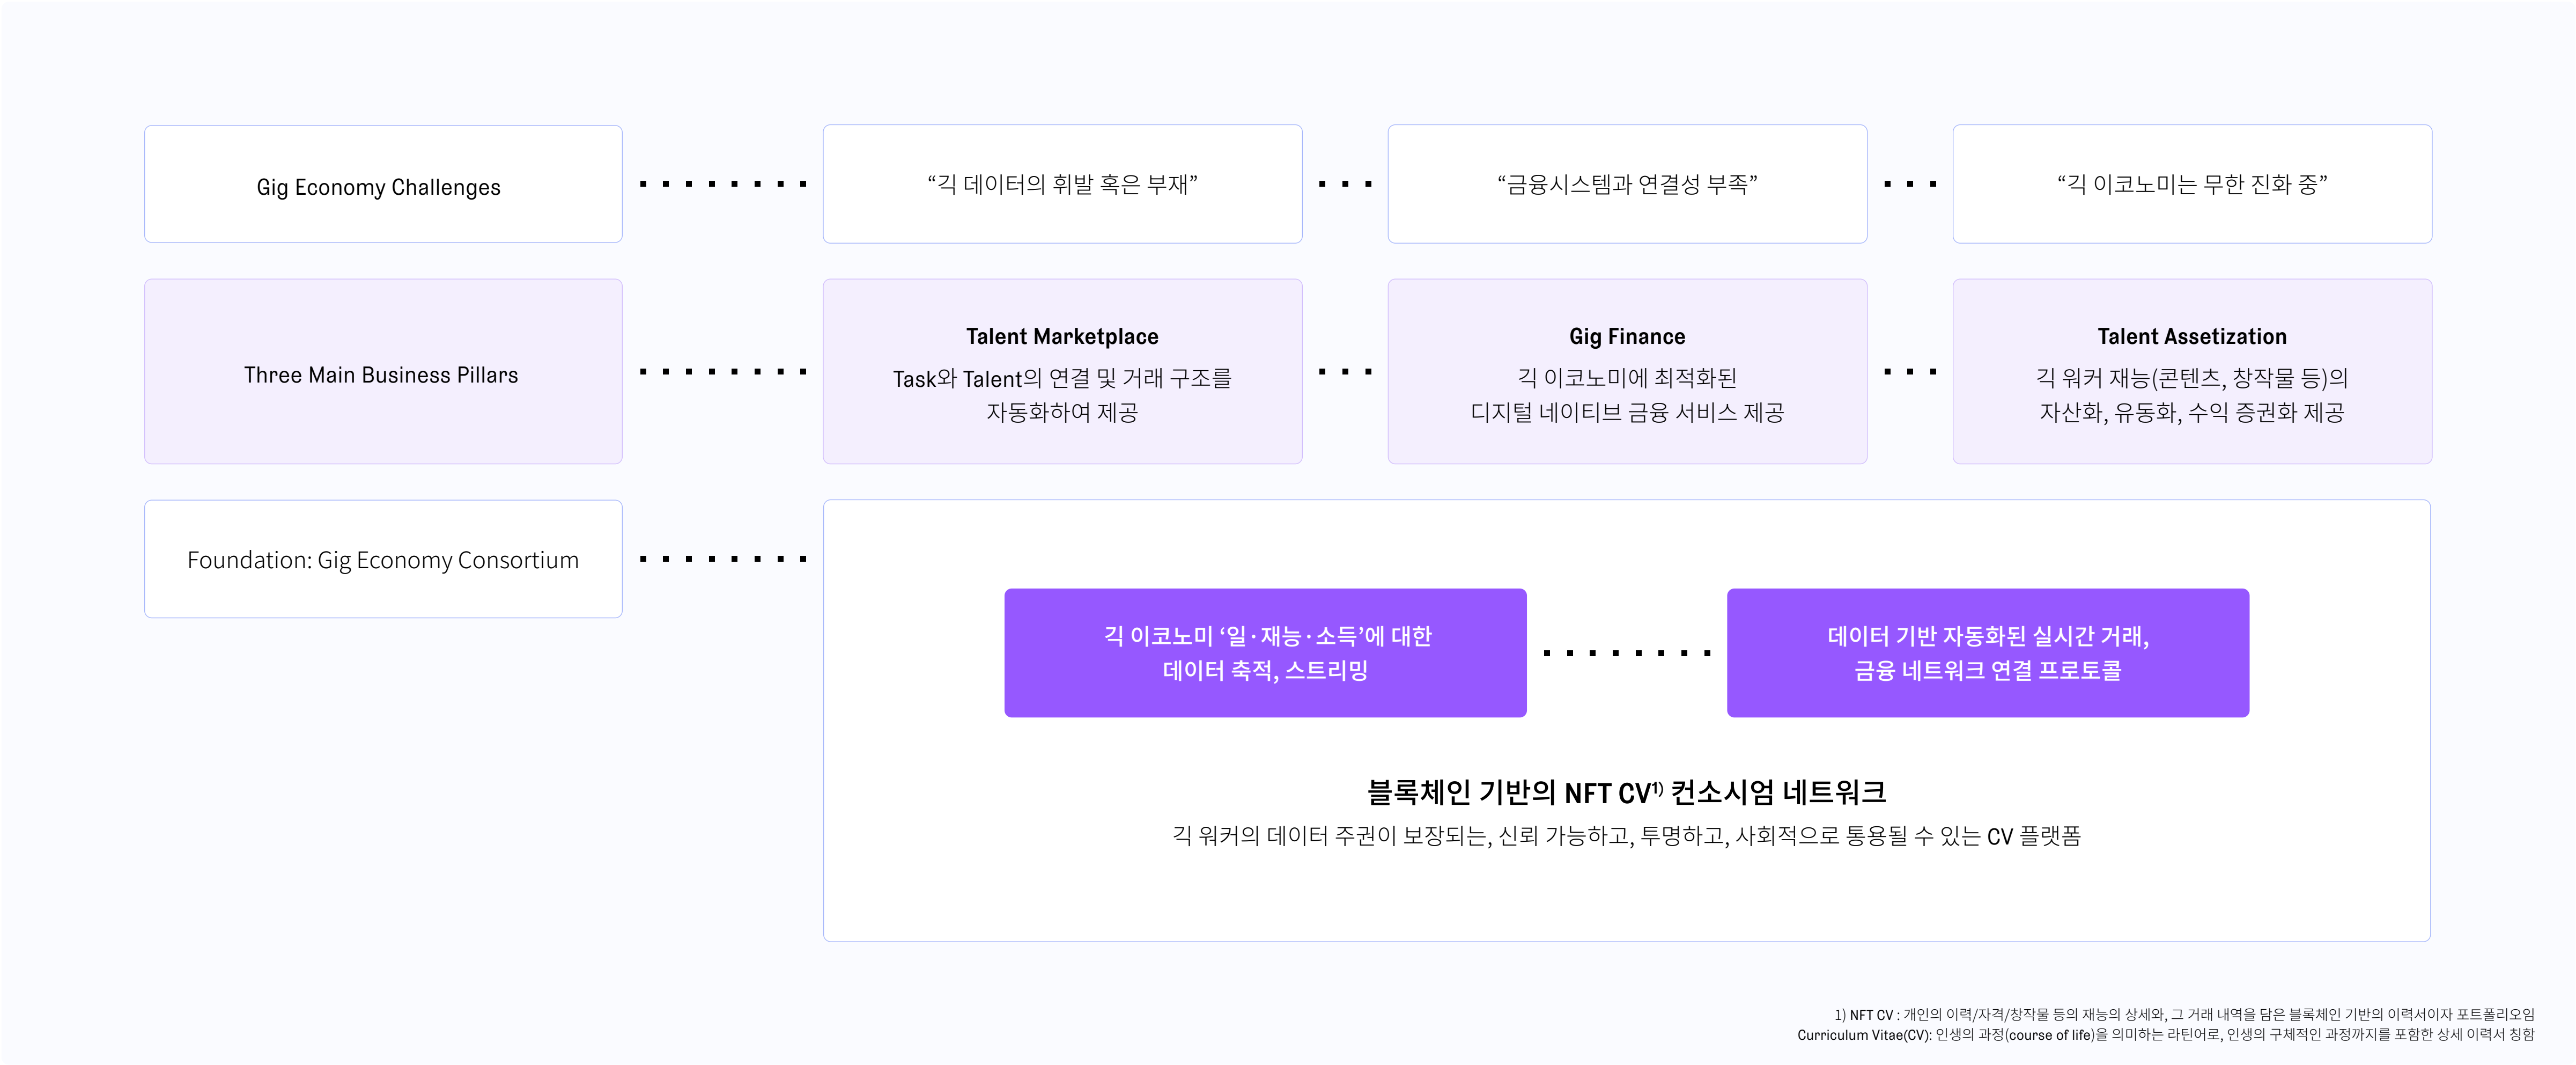 Gig Economy Challenges
“긱 데이터의 휘발 혹은 부재”
“금융시스템과 연결성 부족”
“긱 이코노미는 무한 진화 중”
Three Main Business Pillars
Talent Marketplace
Task와 Talent의 연결 및 거래 구조를
자동화하여 제공
Gig Finance
긱 이코노미에 최적화된
디지털 네이티브 금융 서비스 제공
Talent Assetization
긱 워커 재능(콘텐츠, 창작물 등)의
자산화, 유동화, 수익 증권화 제공
Foundation: Gig Economy Consortium
긱 이코노미 ‘일·재능·소득’에 대한
데이터 축적, 스트리밍
데이터 기반 자동화된 실시간 거래,
금융 네트워크 연결 프로토콜
블록체인 기반의 NFT CV¹⁾ 컨소시엄 네트워크
긱 워커의 데이터 주권이 보장되는, 신뢰 가능하고, 투명하고, 사회적으로 통용될 수 있는 CV 플랫폼
1) NFT CV : 개인의 이력/자격/창작물 등의 재능의 상세와, 그 거래 내역을 담은 블록체인 기반의 이력서이자 포트폴리오임
Curriculum Vitae(CV): 인생의 과정(course of life)을 의미하는 라틴어로, 인생의 구체적인 과정까지를 포함한 상세 이력서 칭함